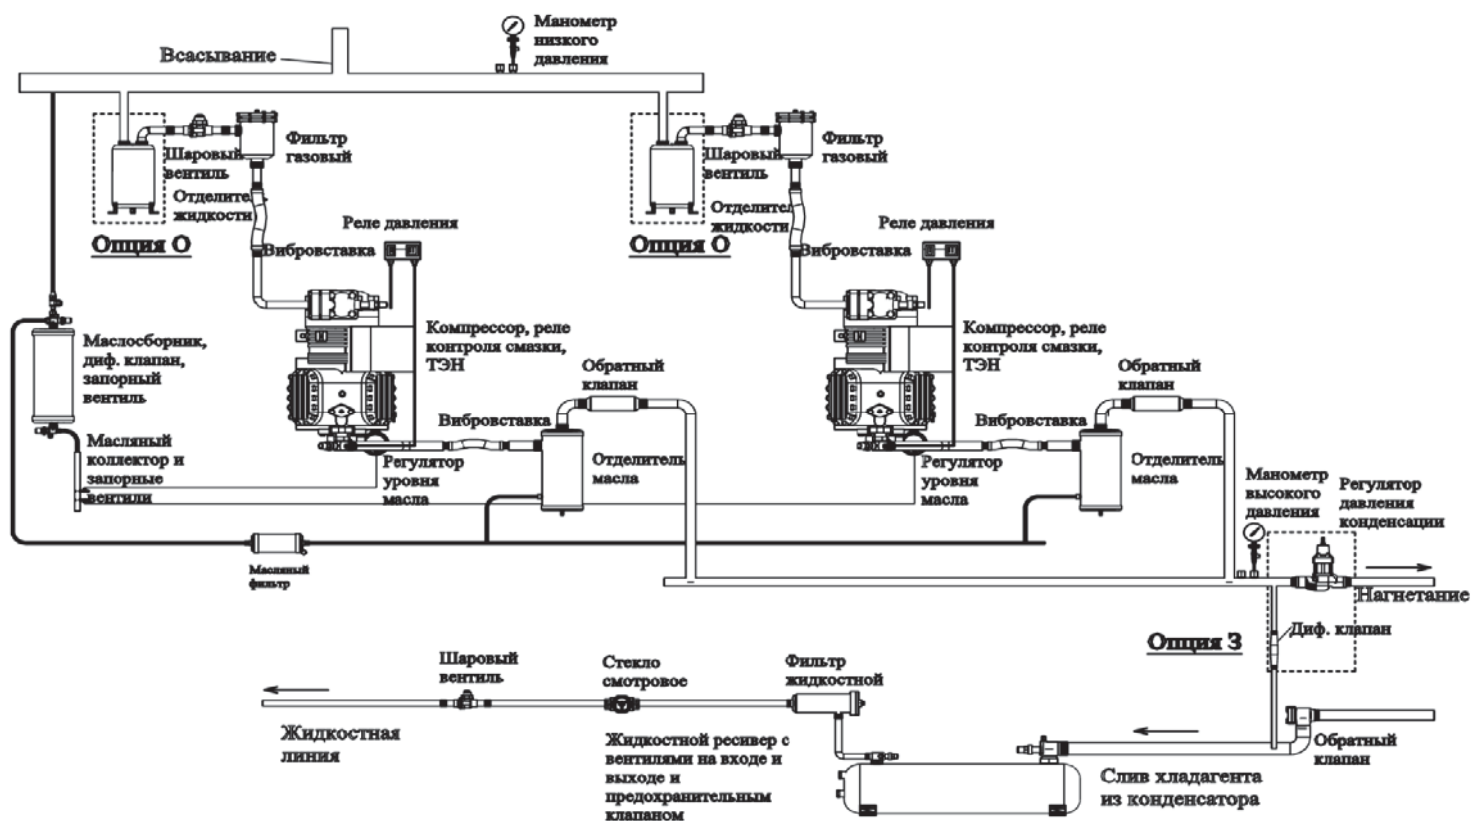 Манометр
низкого
давления
Всасывание
Фильтр
газовый
Шаровый
вентиль
Отделитель
жидкости
Опция О
Реле давления
Вибровставка
Фильтр
газовый
Шаровый
вентиль
Отделитель
жидкости
Опция О
Реле давления
Вибровставка
Маслосборник,
диф. клапан,
запорный
вентиль
Компрессор, реле
контроля смазки,
ТЭН
Обратный
клапан
Вибровставка
Компрессор, реле
контроля смазки,
ТЭН
Обратный
клапан
Вибровставка
Масляный
коллектор и
запорные
вентили
Регулятор
уровня
масла
Отделитель
масла
Регулятор
уровня
масла
Отделитель
масла
Манометр
высокого
давления
Регулятор
давления
конденсации
Масляный
фильтр
Нагнетание
Диф. клапан
Опция 3
Шаровый
вентиль
Стекло
смотровое
Фильтр
жидкостной
Жидкостная
линия
Жидкостной ресивер с
вентилями на входе и
выходе и
предохранительным
клапаном
Слив хладагента
из конденсатора
Обратный
клапан